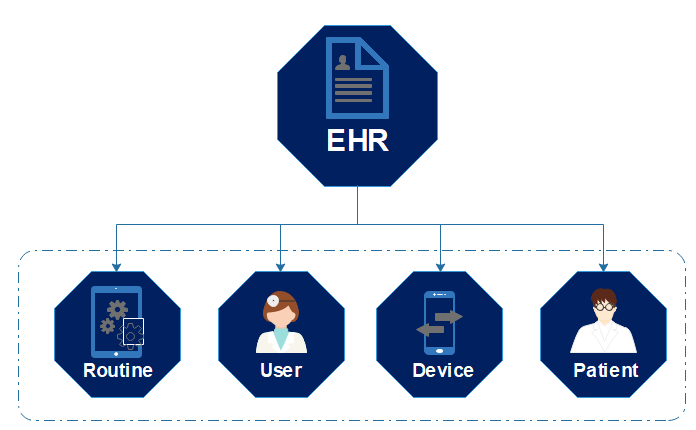 EHR
Routine
User
Device
Patient